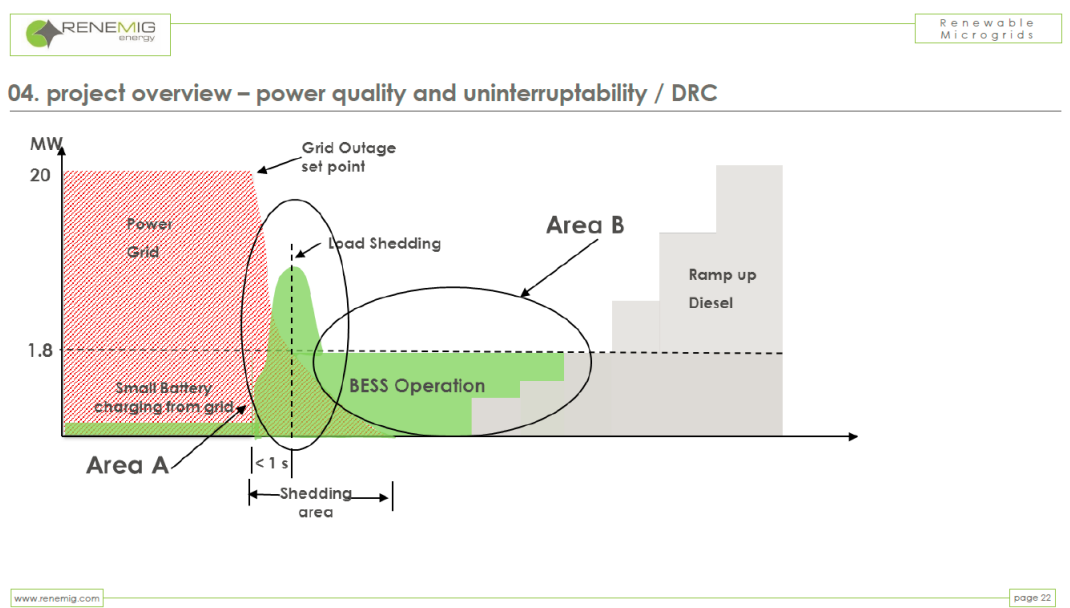 RENEMIG
energy
Renewable
Microgrids
04. project overview – power quality and uninterruptability / DRC
MW
20
Grid Outage
set point
Power
Grid
Load Shedding
Area B
Ramp up
Diesel
1.8
Small Battery
charging from grid
BESS Operation
Area A
< 1 s
Shedding
area
www.renemig.com
page 22